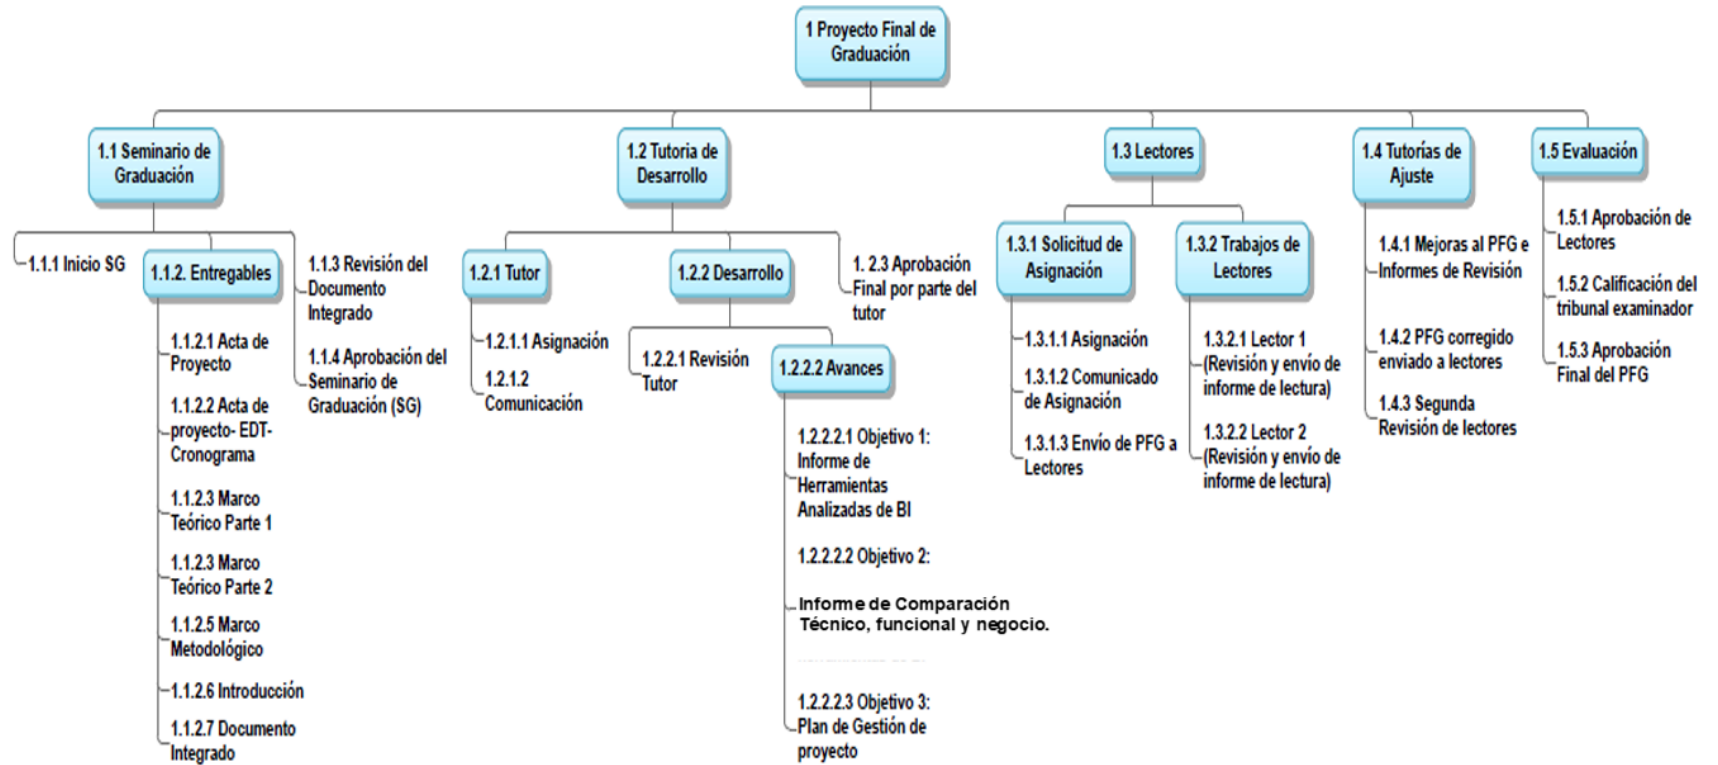 1 Proyecto Final de
Graduación
1.1 Seminario de
Graduación
1.1.1 Inicio SG
1.1.2. Entregables
1.1.2.1 Acta de
Proyecto
1.1.2.2 Acta de
proyecto- EDT-
Cronograma
1.1.2.3 Marco
Teórico Parte 1
1.1.2.3 Marco
Teórico Parte 2
1.1.2.5 Marco
Metodológico
1.1.2.6 Introducción
1.1.2.7 Documento
Integrado
1.1.3 Revisión del
Documento
Integrado
1.1.4 Aprobación del
Seminario de
Graduación (SG)
1.2 Tutoria de
Desarrollo
1.2.1 Tutor
1.2.1.1 Asignación
1.2.1.2
Comunicación
1.2.2 Desarrollo
1.2.2.1 Revisión
Tutor
1.2.2.2 Avances
1.2.2.2.1 Objetivo 1:
Informe de
Herramientas
Analizadas de BI
1.2.2.2.2 Objetivo 2:
Informe de Comparación
Técnico, funcional y negocio.
1.2.2.2.3 Objetivo 3:
Plan de Gestión de
proyecto
1. 2.3 Aprobación
Final por parte del
tutor
1.3 Lectores
1.3.1 Solicitud de
Asignación
1.3.1.1 Asignación
1.3.1.2 Comunicado
de Asignación
1.3.1.3 Envío de PFG a
Lectores
1.3.2 Trabajos de
Lectores
1.3.2.1 Lector 1
(Revisión y envío de
informe de lectura)
1.3.2.2 Lector 2
(Revisión y envío de
informe de lectura)
1.4 Tutorías de
Ajuste
1.4.1 Mejoras al PFG e
Informes de Revisión
1.4.2 PFG corregido
enviado a lectores
1.4.3 Segunda
Revisión de lectores
1.5 Evaluación
1.5.1 Aprobación de
Lectores
1.5.2 Calificación del
tribunal examinador
1.5.3 Aprobación
Final del PFG